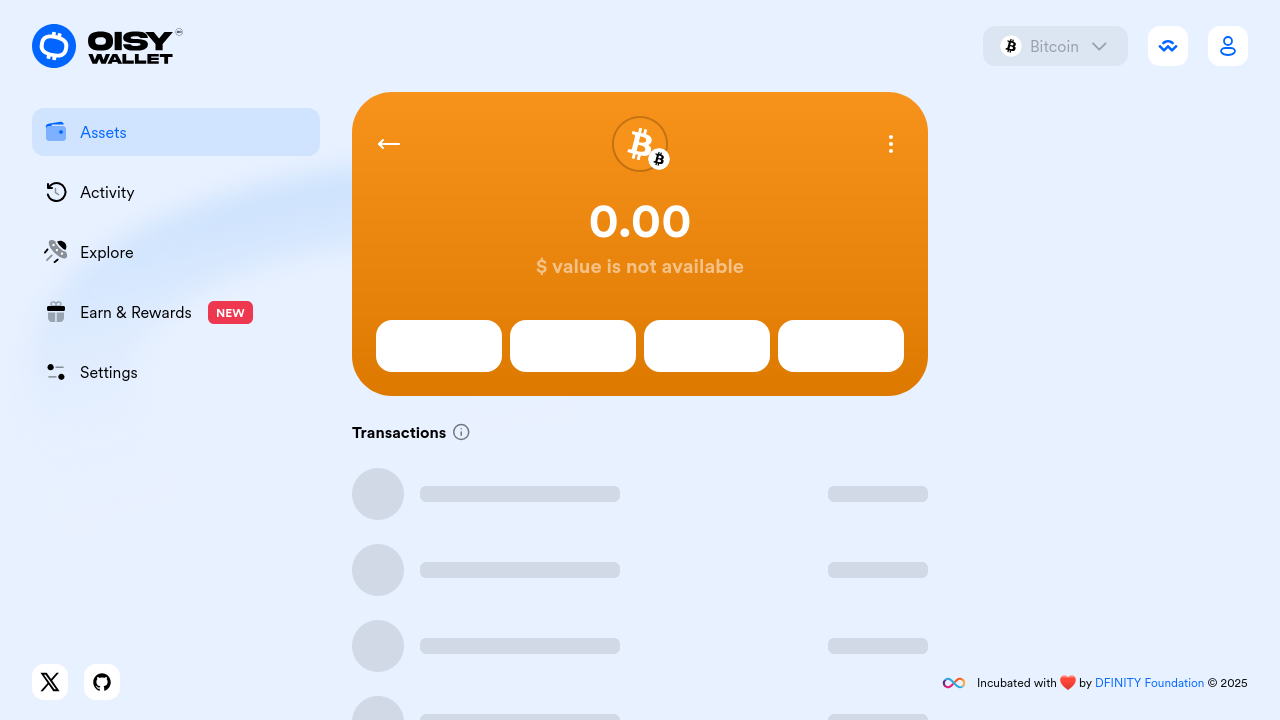 OISY
WALLET
Bitcoin
Assets
Activity
Explore
Earn & Rewards NEW
Settings
0.00
$ value is not available
Transactions
Incubated with ❤️ by DFINITY Foundation © 2025